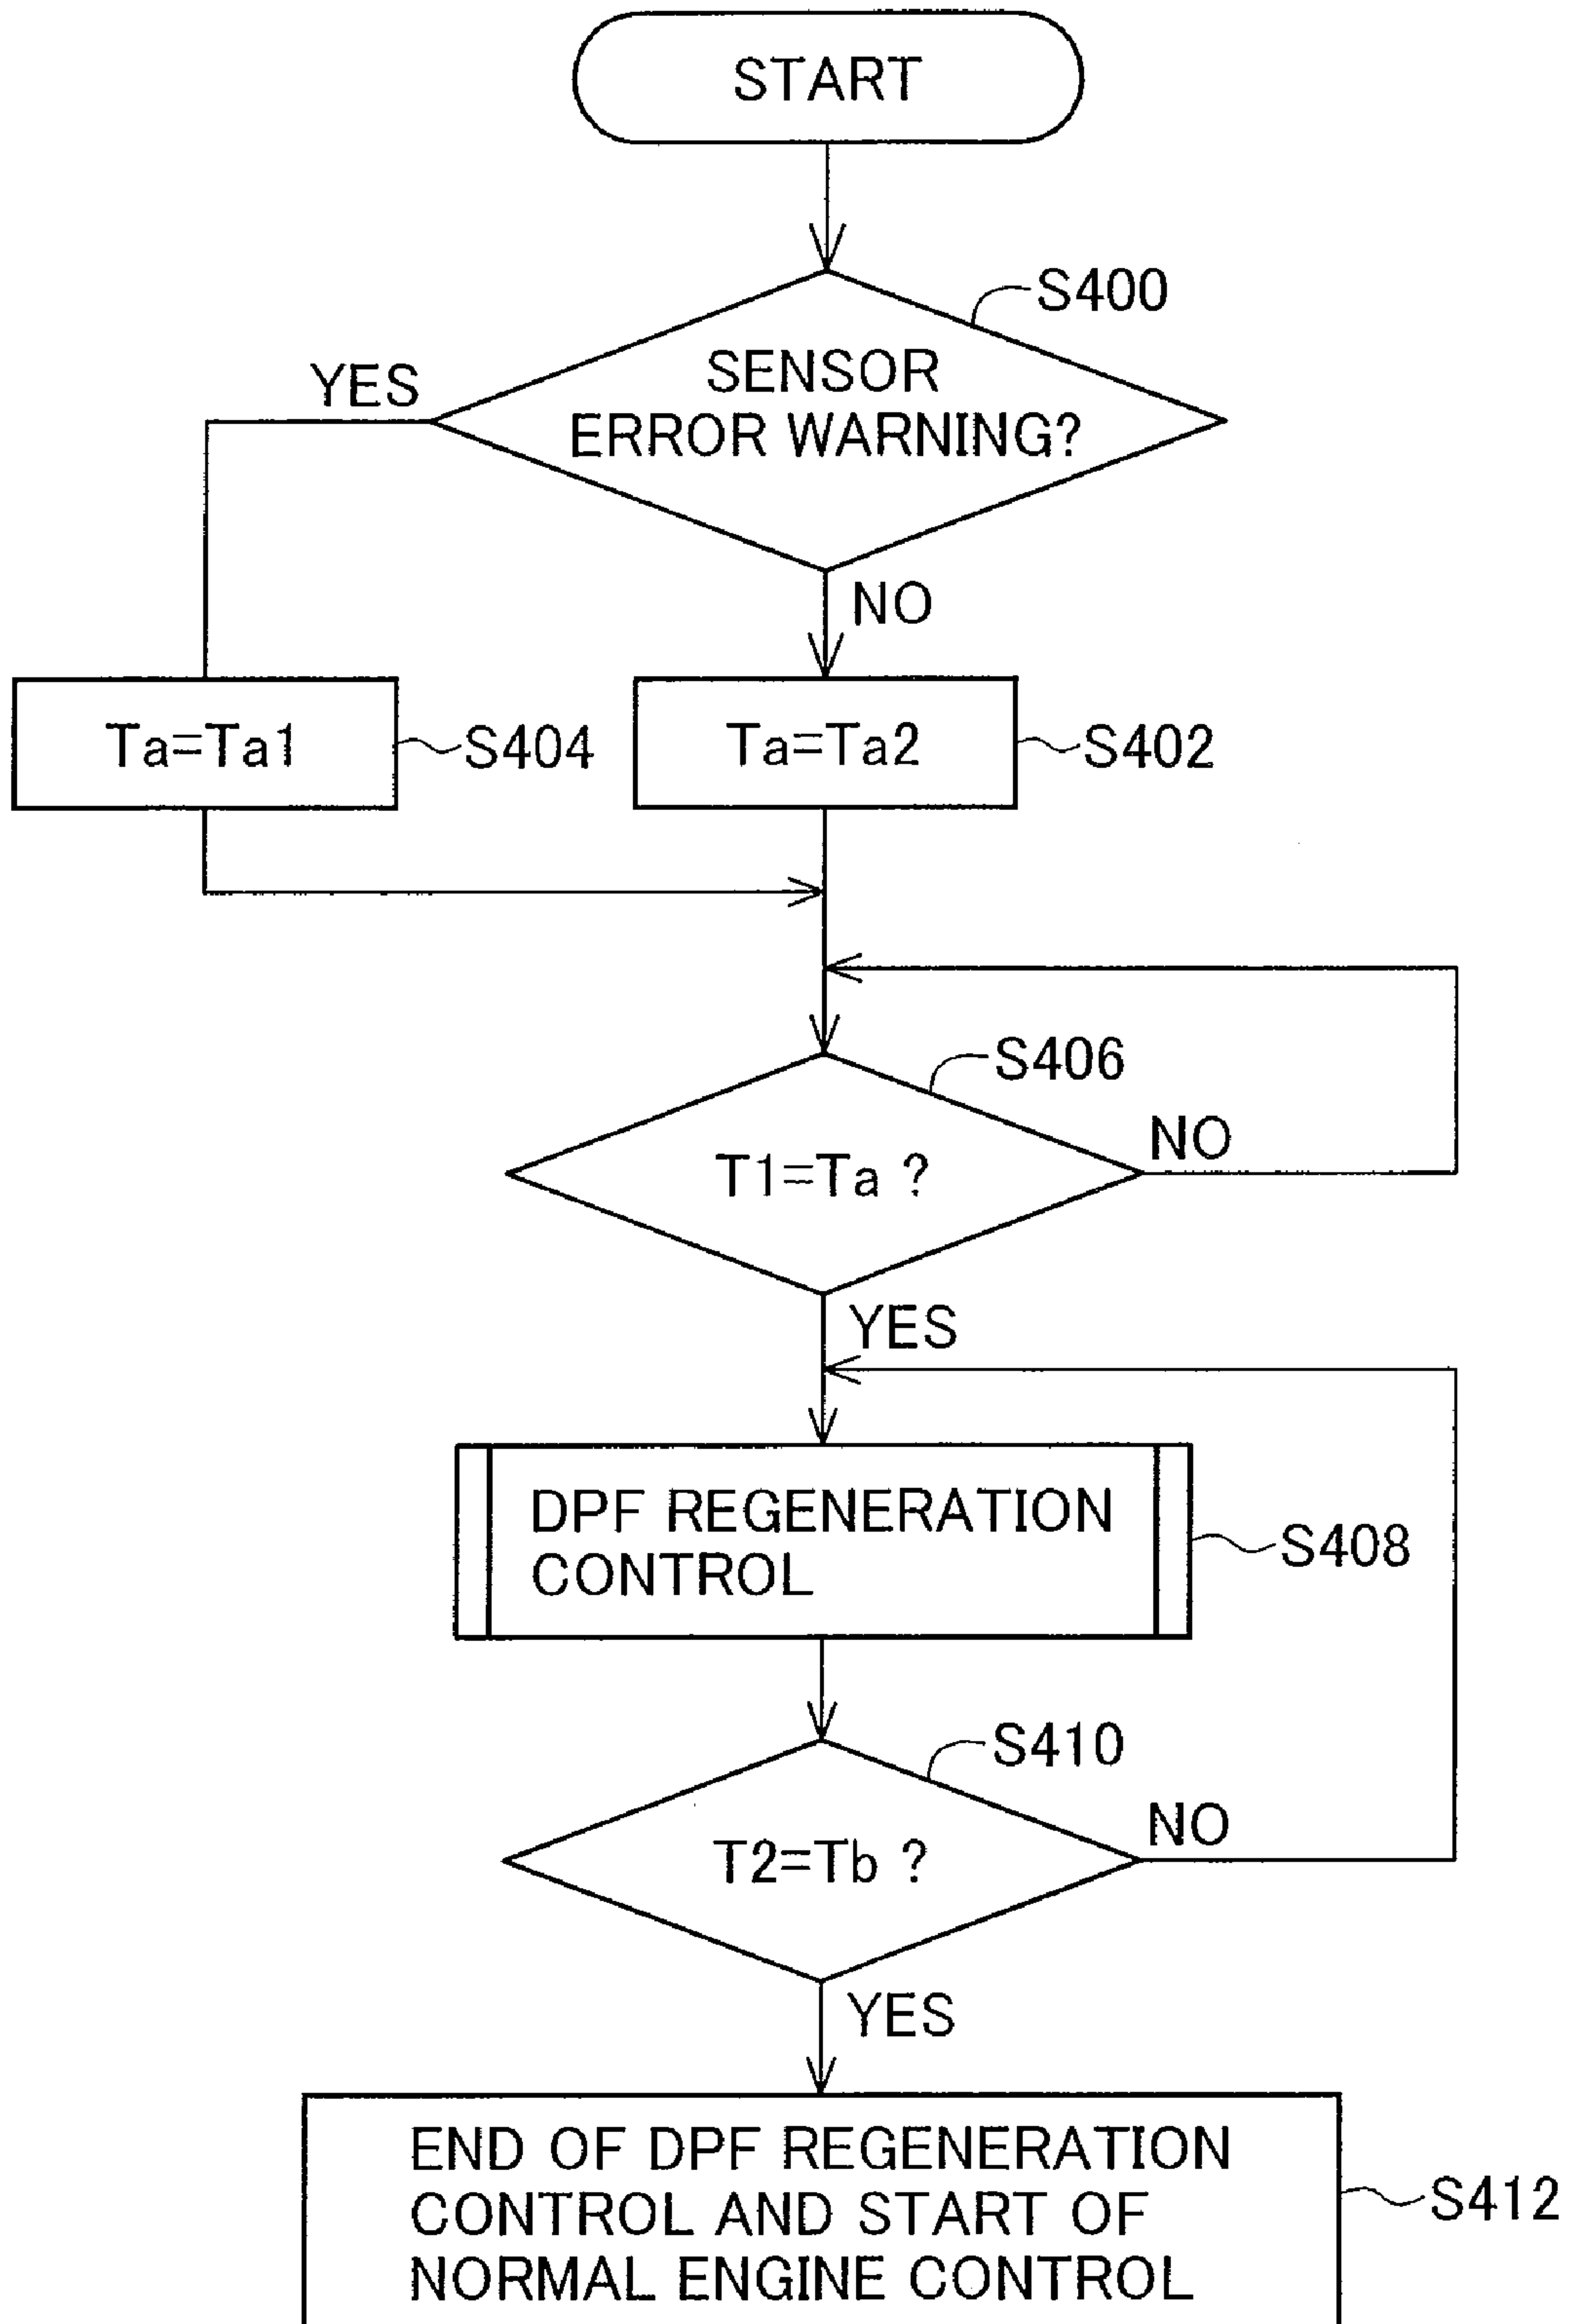 START
S400
SENSOR
ERROR WARNING?
YES
NO
Ta=Ta1
S404
Ta=Ta2
S402
S406
T1=Ta ?
NO
YES
DPF REGENERATION
CONTROL
S408
S410
T2=Tb ?
NO
YES
END OF DPF REGENERATION
CONTROL AND START OF
NORMAL ENGINE CONTROL
S412